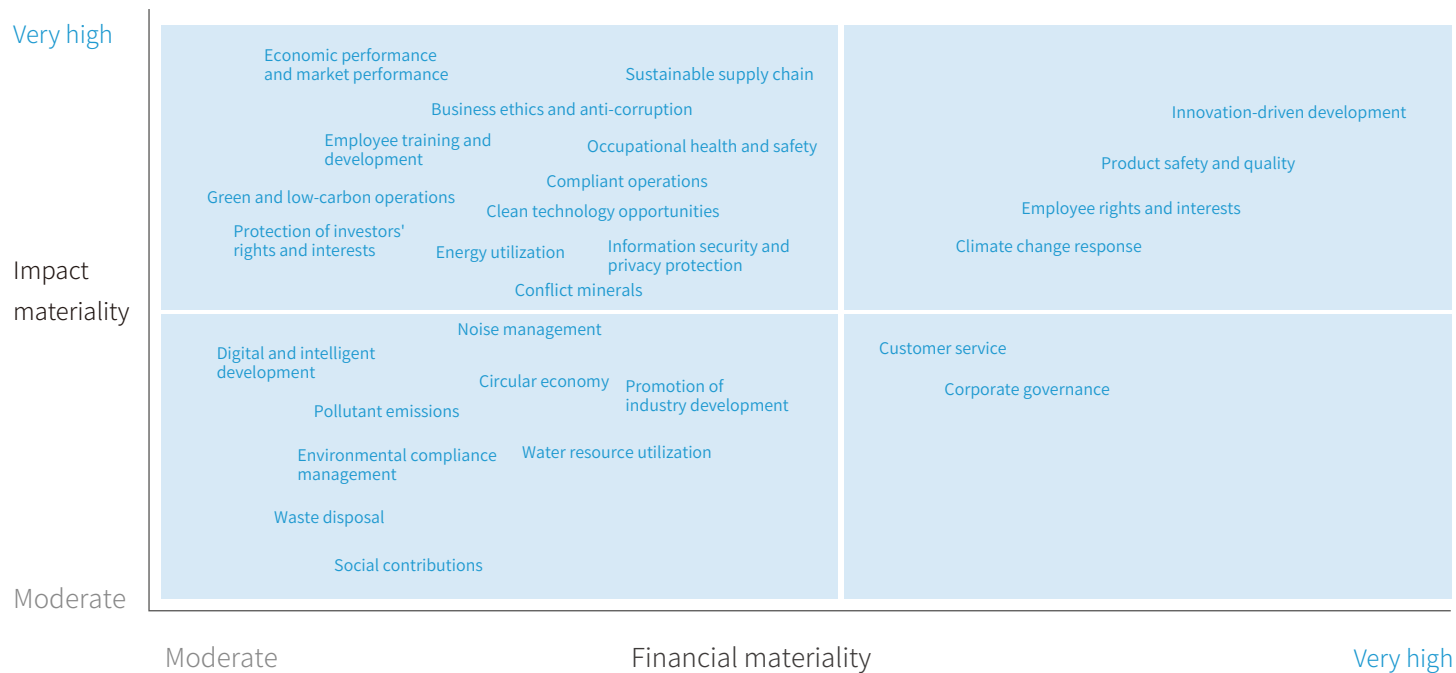 Very high
Economic performance
and market performance
Sustainable supply chain
Business ethics and anti-corruption
Employee training and
development
Occupational health and safety
Compliant operations
Green and low-carbon operations
Clean technology opportunities
Protection of investors'
rights and interests
Energy utilization
Information security and
privacy protection
Conflict minerals
Innovation-driven development
Product safety and quality
Employee rights and interests
Climate change response
Impact
materiality
Noise management
Digital and intelligent
development
Circular economy
Promotion of
industry development
Pollutant emissions
Environmental compliance
management
Water resource utilization
Waste disposal
Social contributions
Customer service
Corporate governance
Moderate
Moderate
Financial materiality
Very high